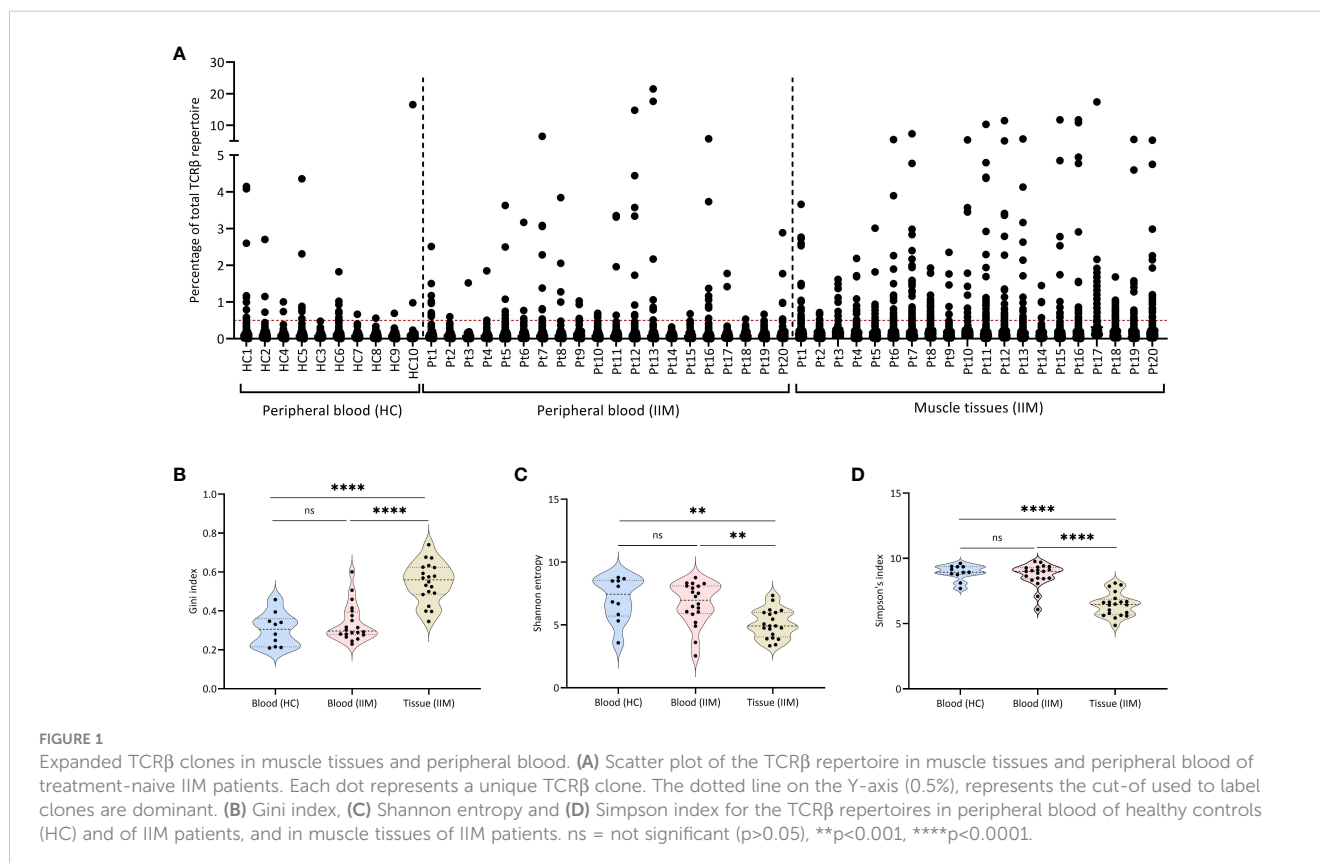 A
Percentage of total TCRβ repertoire
30
20
10
5
4
3
2
1
0
HC1 HC2 HC4 HC5 HC3 HC6 HC7 HC8 HC9 HC10 Pt1 Pt2 Pt3 Pt4 Pt5 Pt6 Pt7 Pt8 Pt9 Pt10 Pt11 Pt12 Pt13 Pt14 Pt15 Pt16 Pt17 Pt18 Pt19 Pt20 Pt1 Pt2 Pt3 Pt4 Pt5 Pt6 Pt7 Pt8 Pt9 Pt10 Pt11 Pt12 Pt13 Pt14 Pt15 Pt16 Pt17 Pt18 Pt19 Pt20
Peripheral blood (HC) Peripheral blood (IIM) Muscle tissues (IIM)
B
Gini index
1.0
0.8
0.6
0.4
0.2
0.0
****
ns ****
Blood (HC) Blood (IIM) Tissue (IIM)
C
Shannon entropy
15
10
5
0
**
ns **
Blood (HC) Blood (IIM) Tissue (IIM)
D
Simpson's index
15
10
5
0
****
ns ****
Blood (HC) Blood (IIM) Tissue (IIM)
FIGURE 1
Expanded TCRβ clones in muscle tissues and peripheral blood. (A) Scatter plot of the TCRβ repertoire in muscle tissues and peripheral blood of
treatment-naive IIM patients. Each dot represents a unique TCRβ clone. The dotted line on the Y-axis (0.5%), represents the cut-of used to label
clones are dominant. (B) Gini index, (C) Shannon entropy and (D) Simpson index for the TCRβ repertoires in peripheral blood of healthy controls
(HC) and of IIM patients, and in muscle tissues of IIM patients. ns = not significant (p>0.05), **p<0.001, ****p<0.0001.